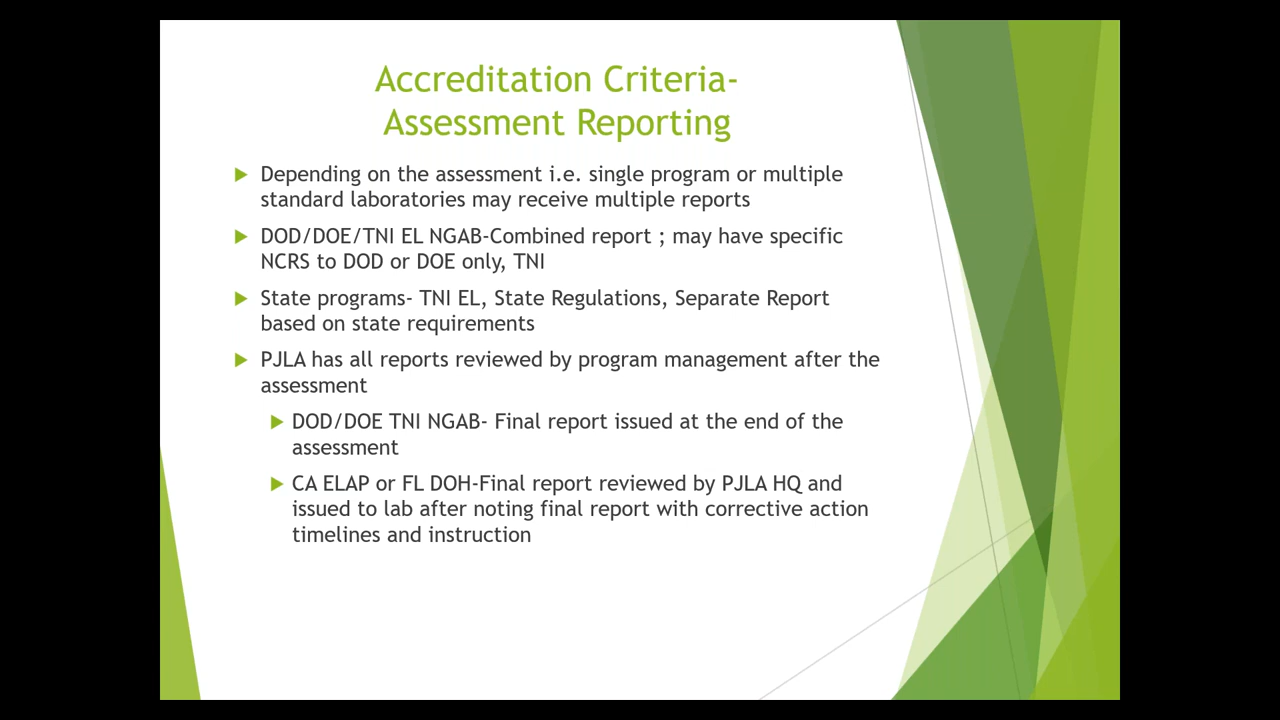 Accreditation Criteria-
Assessment Reporting
Depending on the assessment i.e. single program or multiple
standard laboratories may receive multiple reports
DOD/DOE/TNI EL NGAB-Combined report ; may have specific
NCRS to DOD or DOE only, TNI
State programs- TNI EL, State Regulations, Separate Report
based on state requirements
PJLA has all reports reviewed by program management after the
assessment
DOD/DOE TNI NGAB- Final report issued at the end of the
assessment
CA ELAP or FL DOH-Final report reviewed by PJLA HQ and
issued to lab after noting final report with corrective action
timelines and instruction